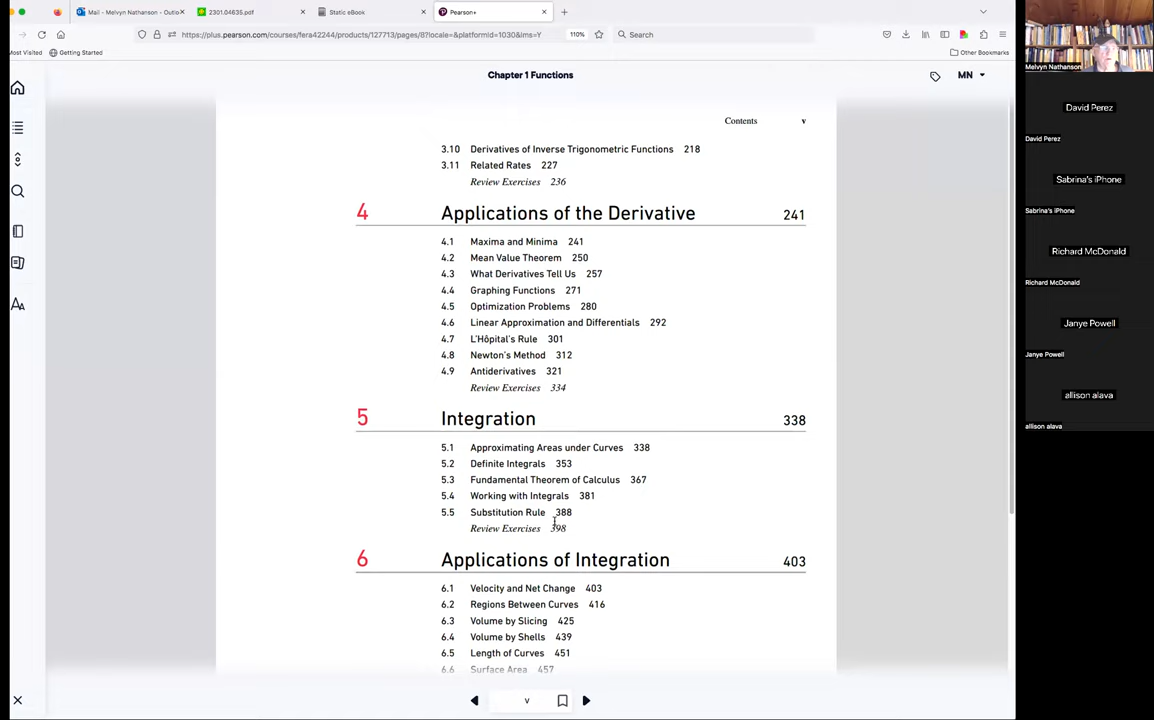 Mail - Melvyn Nathanson - Outlo
2301.04635.pdf
Static eBook
Pearson+
https://plus.pearson.com/courses/fera42244/products/127713/pages/8?locale=&platformid=1030&lms=Y
110%
Search
Most Visited
Getting Started
Other Bookmarks
Chapter 1 Functions
MN
Contents v
3.10 Derivatives of Inverse Trigonometric Functions 218
3.11 Related Rates 227
Review Exercises 236
4 Applications of the Derivative 241
4.1 Maxima and Minima 241
4.2 Mean Value Theorem 250
4.3 What Derivatives Tell Us 257
4.4 Graphing Functions 271
4.5 Optimization Problems 280
4.6 Linear Approximation and Differentials 292
4.7 L'Hôpital's Rule 301
4.8 Newton's Method 312
4.9 Antiderivatives 321
Review Exercises 334
5 Integration 338
5.1 Approximating Areas under Curves 338
5.2 Definite Integrals 353
5.3 Fundamental Theorem of Calculus 367
5.4 Working with Integrals 381
5.5 Substitution Rule 388
Review Exercises 398
6 Applications of Integration 403
6.1 Velocity and Net Change 403
6.2 Regions Between Curves 416
6.3 Volume by Slicing 425
6.4 Volume by Shells 439
6.5 Length of Curves 451
6.6 Surface Area 457
v
Melvyn Nathanson
David Perez
David Perez
Sabrina's iPhone
Sabrina's iPhone
Richard McDonald
Richard McDonald
Janye Powell
Janye Powell
allison alava
allison alava